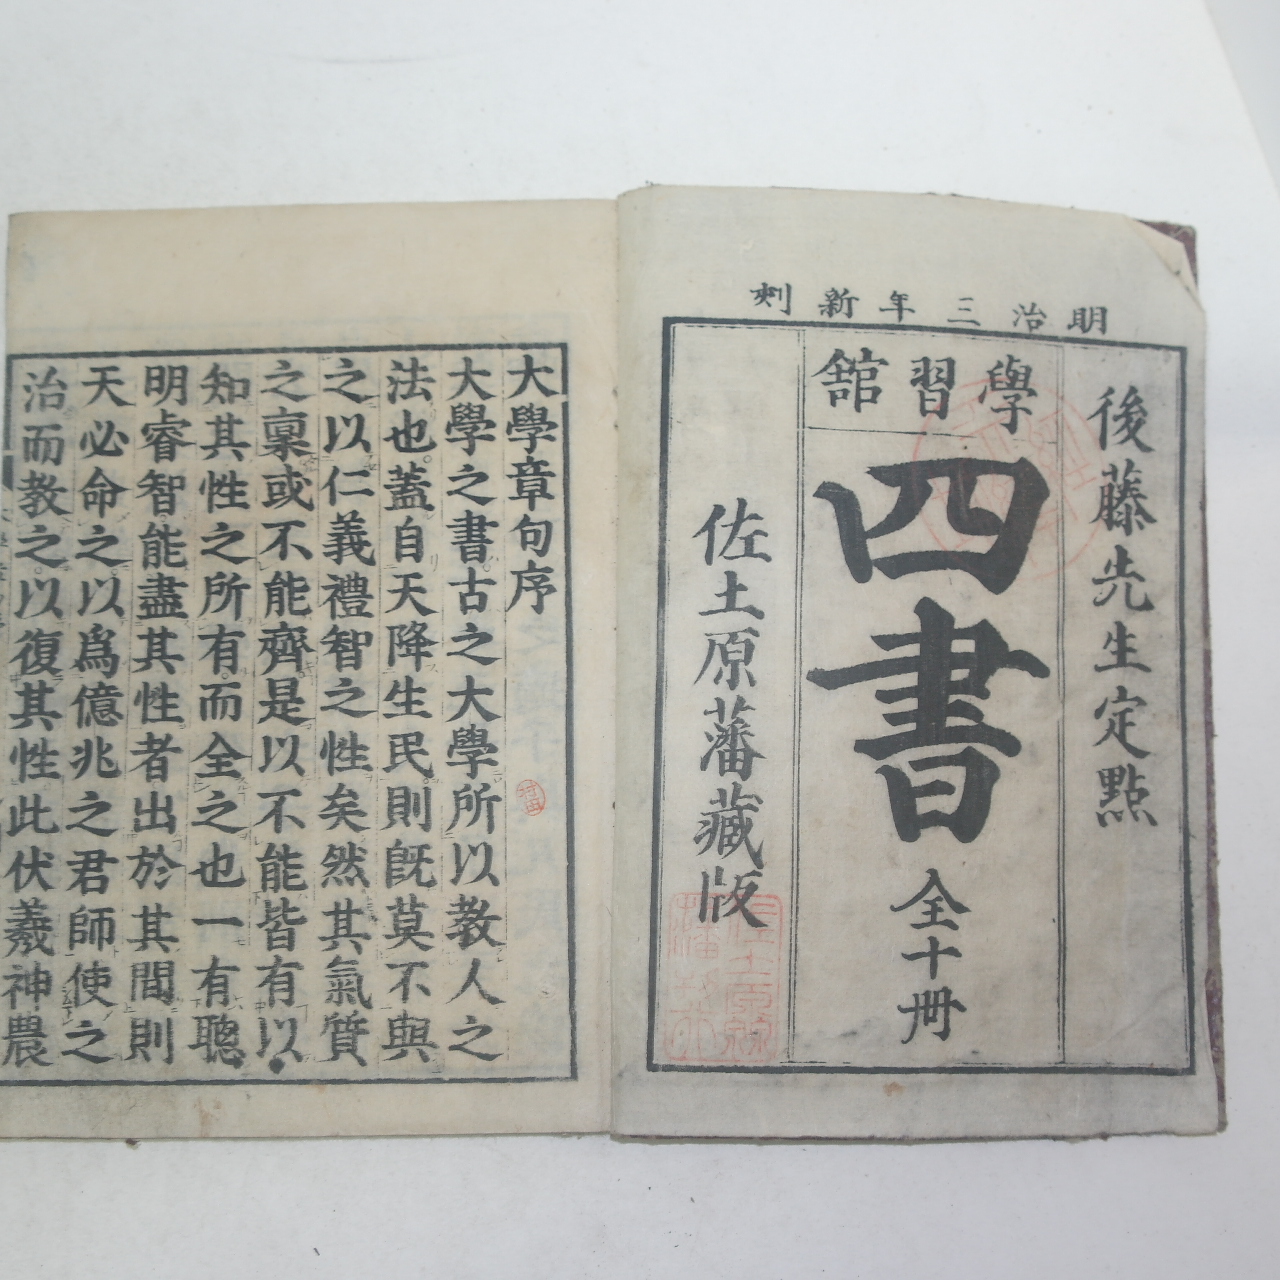 明治三年新刻
後藤先生定點
學習館
四書
全十冊
佐土原藩藏版
大學章句序
大學之書古之大學所以教人之
法也蓋自天降生民則旣莫不與
之以仁義禮智之性矣然其氣質
之稟或不能齊是以不能皆有以
知其性之所有而全之也一有聰
明睿智能盡其性者出於其間則
天必命之以爲億兆之君師使之
治而教之以復其性此伏羲神農